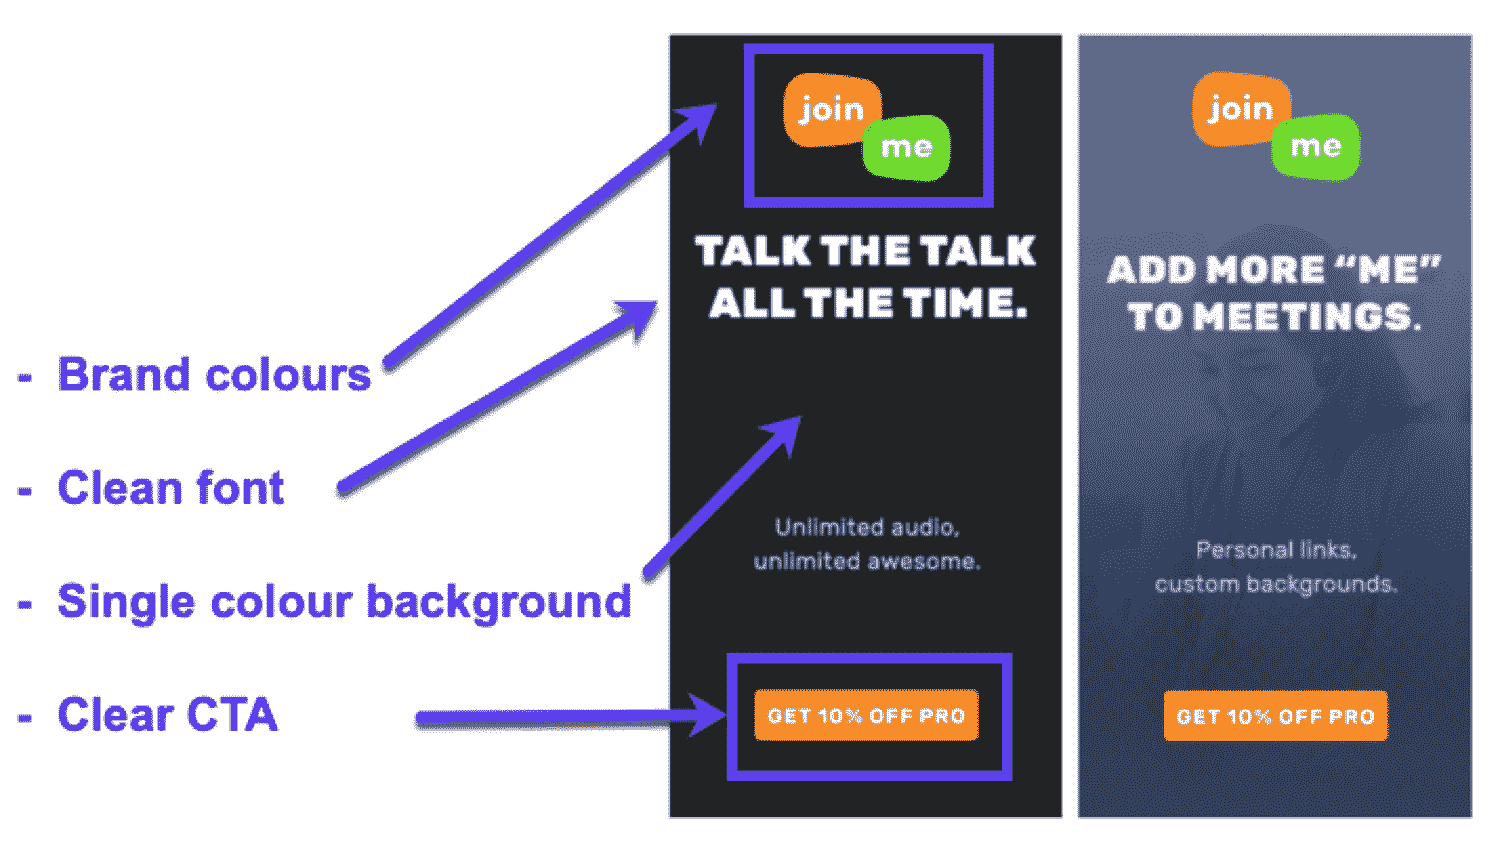 - Brand colours
- Clean font
- Single colour background
- Clear CTA
join
me
TALK THE TALK
ALL THE TIME.
Unlimited audio,
unlimited awesome.
GET 10% OFF PRO
join
me
ADD MORE “ME”
TO MEETINGS.
Personal links,
custom backgrounds.
GET 10% OFF PRO